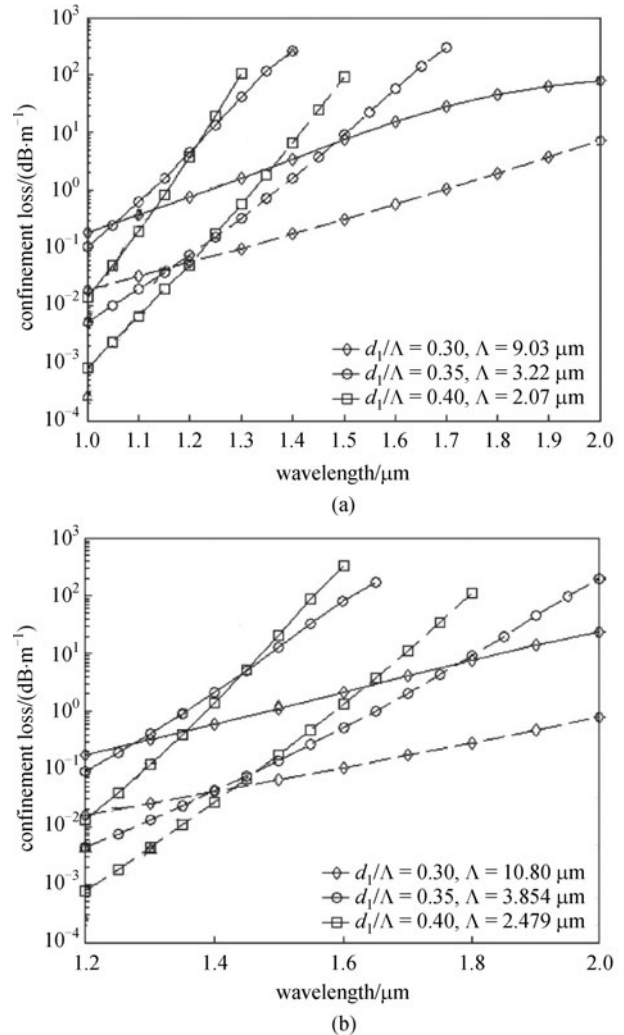 10³
10²
10¹
10⁰
10⁻¹
10⁻²
10⁻³
10⁻⁴
confinement loss/(dB·m⁻¹)
d₁/Λ = 0.30, Λ = 9.03 μm
d₁/Λ = 0.35, Λ = 3.22 μm
d₁/Λ = 0.40, Λ = 2.07 μm
1.0 1.1 1.2 1.3 1.4 1.5 1.6 1.7 1.8 1.9 2.0
wavelength/μm
(a)
10³
10²
10¹
10⁰
10⁻¹
10⁻²
10⁻³
10⁻⁴
confinement loss/(dB·m⁻¹)
d₁/Λ = 0.30, Λ = 10.80 μm
d₁/Λ = 0.35, Λ = 3.854 μm
d₁/Λ = 0.40, Λ = 2.479 μm
1.2 1.4 1.6 1.8 2.0
wavelength/μm
(b)